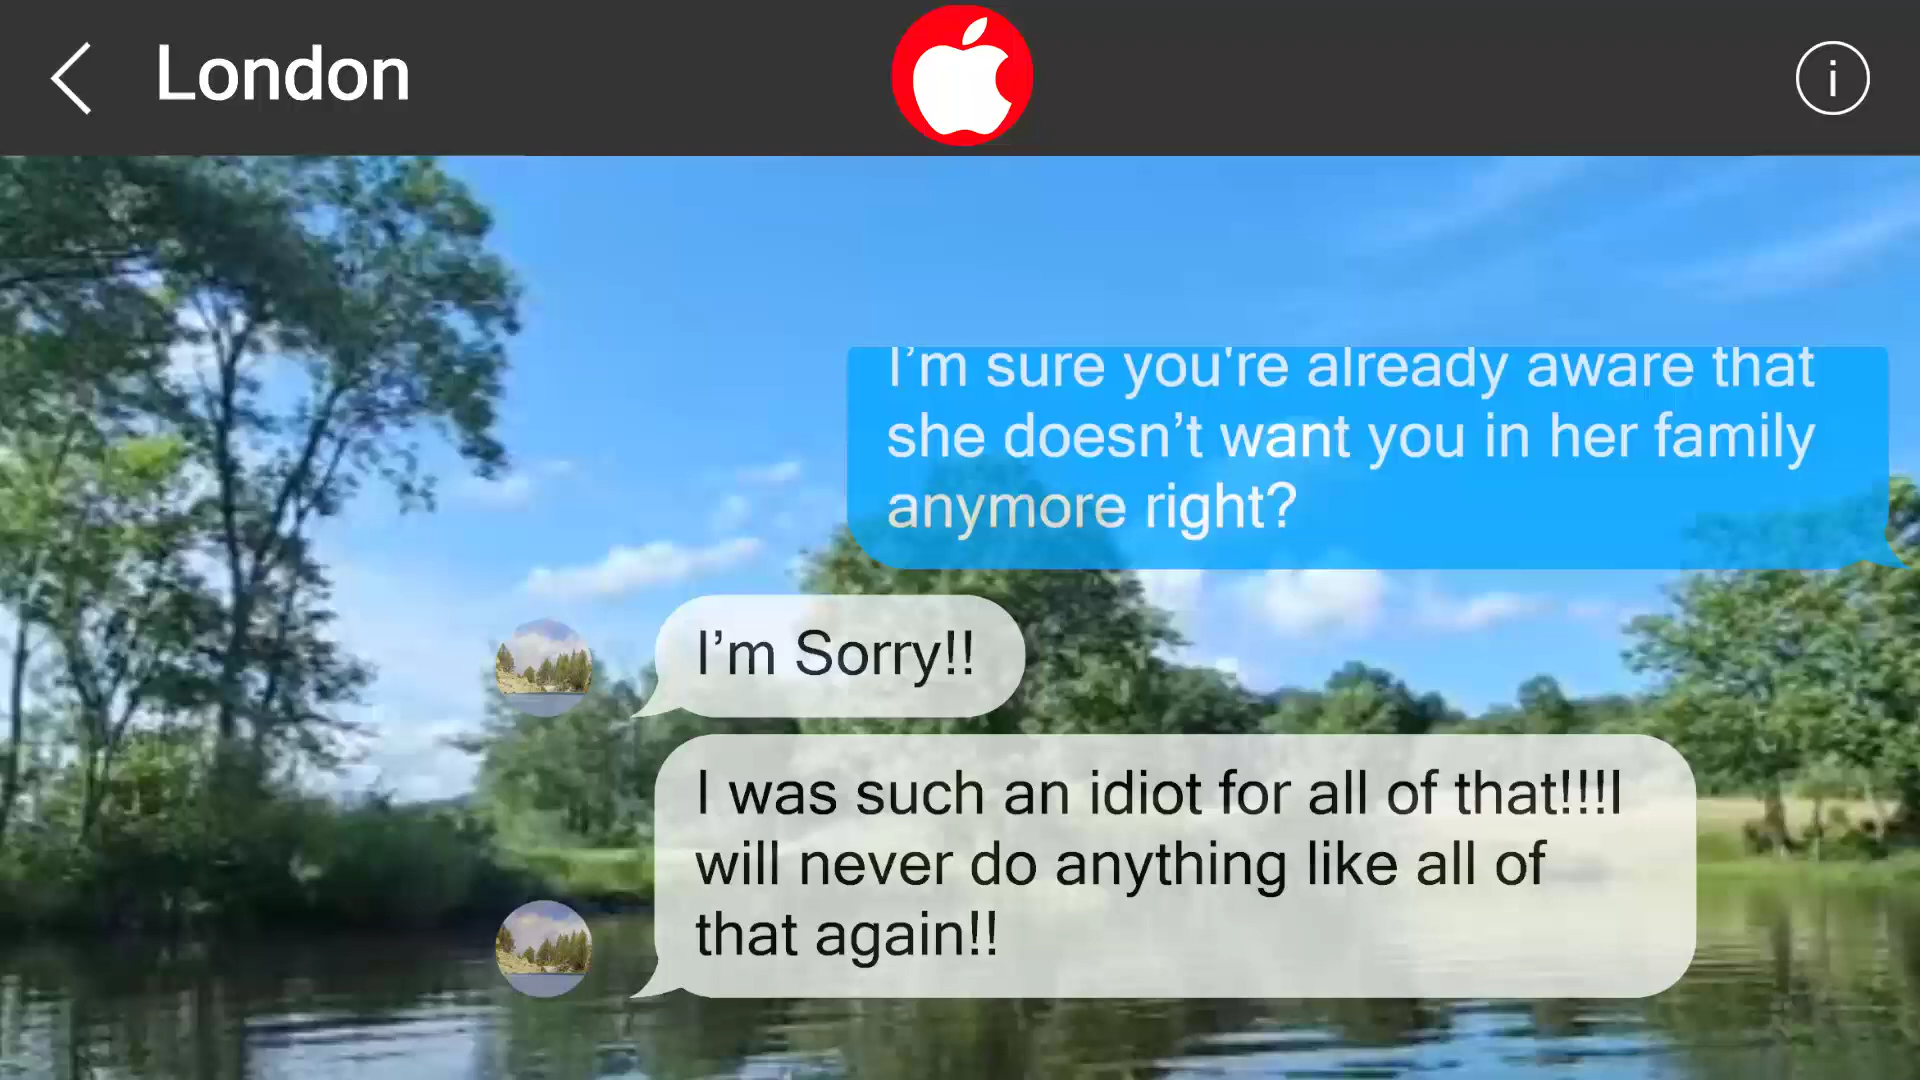 London
i
I’m sure you're already aware that
she doesn’t want you in her family
anymore right?
I’m Sorry!!
I was such an idiot for all of that!!!!I
will never do anything like all of
that again!!